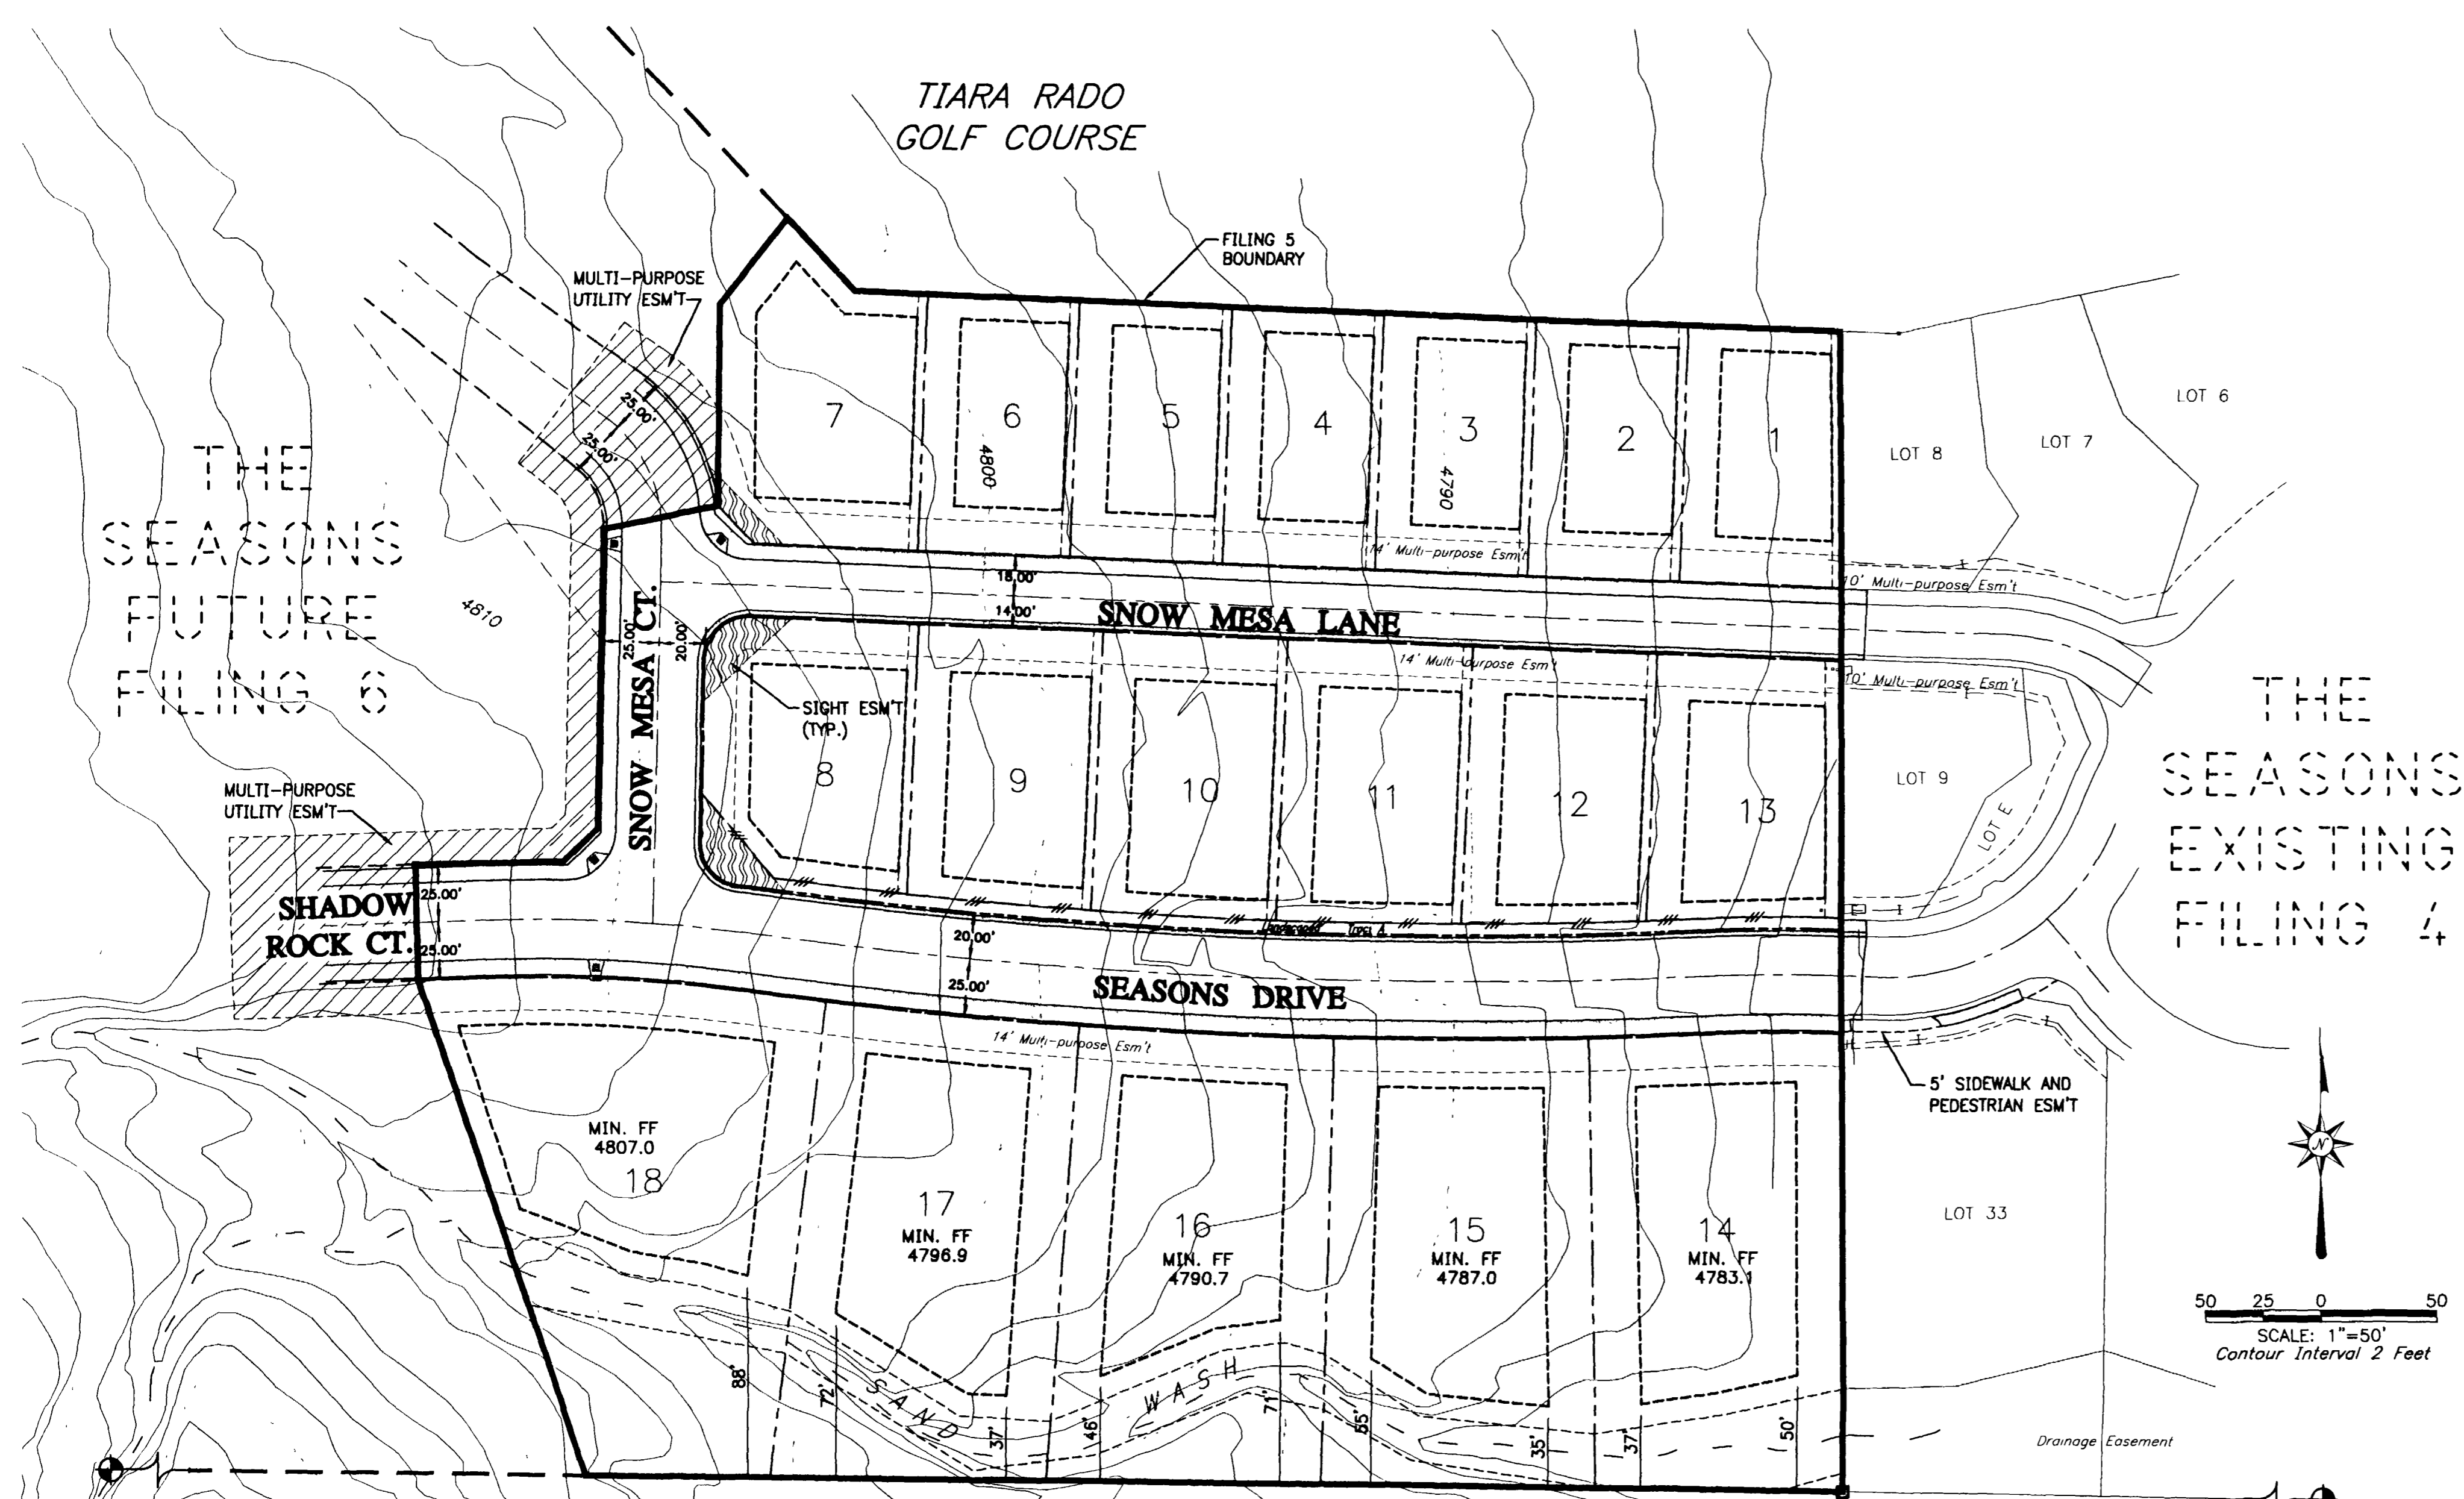 TIARA RADO
GOLF COURSE
FILING 5
BOUNDARY
MULTI-PURPOSE
UTILITY ESM'T
25.00'
25.00'
7
6
5
4
3
2
1
4800
4790
LOT 8
LOT 7
LOT 6
THE
SEASONS
FUTURE
FILING 6
4810
14' Multi-purpose Esm't
10' Multi-purpose Esm't
18.00'
14.00'
SNOW MESA LANE
SNOW MESA CT.
25.00'
20.00'
14' Multi-purpose Esm't
10' Multi-purpose Esm't
SIGHT ESM'T
(TYP.)
8
9
10
11
12
13
LOT 9
LOT E
THE
SEASONS
EXISTING
FILING 4
MULTI-PURPOSE
UTILITY ESM'T
SHADOW
ROCK CT.
25.00'
25.00'
20.00'
25.00'
SEASONS DRIVE
14' Multi-purpose Esm't
5' SIDEWALK AND
PEDESTRIAN ESM'T
MIN. FF
4807.0
18
17
MIN. FF
4796.9
16
MIN. FF
4790.7
15
MIN. FF
4787.0
14
MIN. FF
4783.1
LOT 33
N
50 25 0 50
SCALE: 1"=50'
Contour Interval 2 Feet
SAND WASH
88'
72'
37'
46'
71'
55'
35'
37'
50'
Drainage Easement